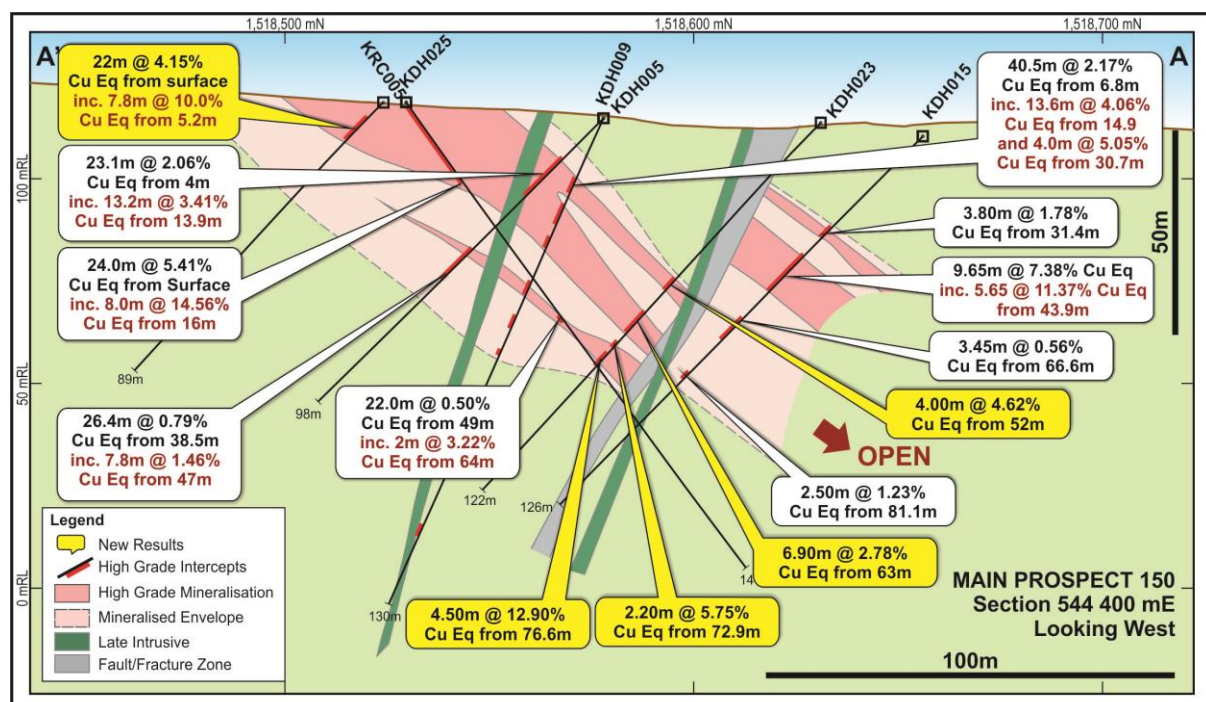 1,518,500 mN
1,518,600 mN
1,518,700 mN
A'
A
KRC005
KDH025
KDH009
KDH005
KDH023
KDH015
22m @ 4.15%
Cu Eq from surface
inc. 7.8m @ 10.0%
Cu Eq from 5.2m
40.5m @ 2.17%
Cu Eq from 6.8m
inc. 13.6m @ 4.06%
Cu Eq from 14.9
and 4.0m @ 5.05%
Cu Eq from 30.7m
23.1m @ 2.06%
Cu Eq from 4m
inc. 13.2m @ 3.41%
Cu Eq from 13.9m
100 mRL
50m
3.80m @ 1.78%
Cu Eq from 31.4m
24.0m @ 5.41%
Cu Eq from Surface
inc. 8.0m @ 14.56%
Cu Eq from 16m
9.65m @ 7.38% Cu Eq
inc. 5.65 @ 11.37% Cu Eq
from 43.9m
3.45m @ 0.56%
Cu Eq from 66.6m
89m
98m
50 mRL
26.4m @ 0.79%
Cu Eq from 38.5m
inc. 7.8m @ 1.46%
Cu Eq from 47m
22.0m @ 0.50%
Cu Eq from 49m
inc. 2m @ 3.22%
Cu Eq from 64m
4.00m @ 4.62%
Cu Eq from 52m
OPEN
122m
126m
2.50m @ 1.23%
Cu Eq from 81.1m
6.90m @ 2.78%
Cu Eq from 63m
14
0 mRL
130m
4.50m @ 12.90%
Cu Eq from 76.6m
2.20m @ 5.75%
Cu Eq from 72.9m
MAIN PROSPECT 150
Section 544 400 mE
Looking West
100m
Legend
New Results
High Grade Intercepts
High Grade Mineralisation
Mineralised Envelope
Late Intrusive
Fault/Fracture Zone